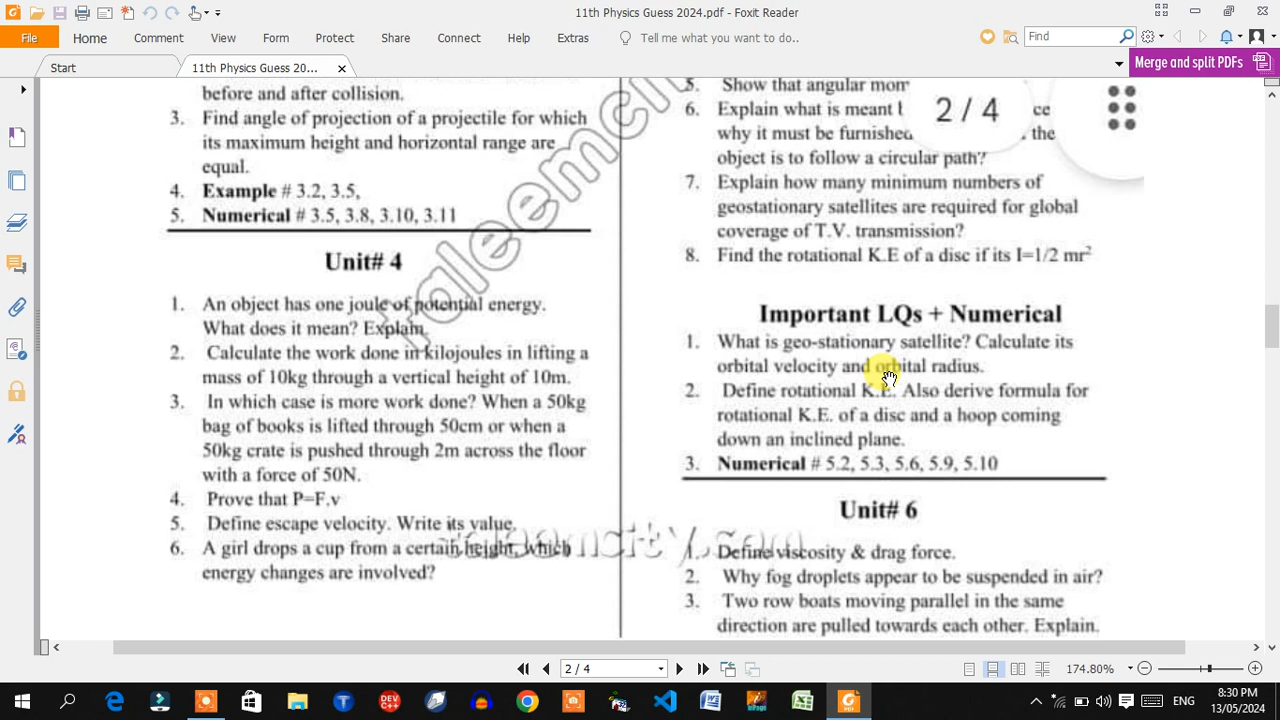 11th Physics Guess 2024.pdf - Foxit Reader
File
Home
Comment
View
Form
Protect
Share
Connect
Help
Extras
Tell me what you want to do..
Find
Start
11th Physics Guess 20...
Merge and split PDFs
before and after collision.
3. Find angle of projection of a projectile for which
its maximum height and horizontal range are
equal.
4. Example # 3.2, 3.5,
5. Numerical # 3.5, 3.8, 3.10, 3.11
Unit# 4
1. An object has one joule of potential energy.
What does it mean? Explain
2. Calculate the work done in kilojoules in lifting a
mass of 10kg through a vertical height of 10m.
3. In which case is more work done? When a 50kg
bag of books is lifted through 50cm or when a
50kg crate is pushed through 2m across the floor
with a force of 50N.
4. Prove that P=F.v
5. Define escape velocity. Write its value.
6. A girl drops a cup from a certain height, which
energy changes are involved?
5. Show that angular mom
6. Explain what is meant ce
why it must be furnished the
object is to follow a circular path?
7. Explain how many minimum numbers of
geostationary satellites are required for global
coverage of T.V. transmission?
8. Find the rotational K.E of a disc if its I=1/2 mr²
2 / 4
Important LQs + Numerical
1. What is geo-stationary satellite? Calculate its
orbital velocity and orbital radius.
2. Define rotational K.E. Also derive formula for
rotational K.E. of a disc and a hoop coming
down an inclined plane.
3. Numerical # 5.2, 5.3, 5.6, 5.9, 5.10
Unit# 6
1. Define viscosity & drag force.
2. Why fog droplets appear to be suspended in air?
3. Two row boats moving parallel in the same
direction are pulled towards each other. Explain.
2 / 4
174.80%
DEV C++
ENG
8:30 PM
13/05/2024